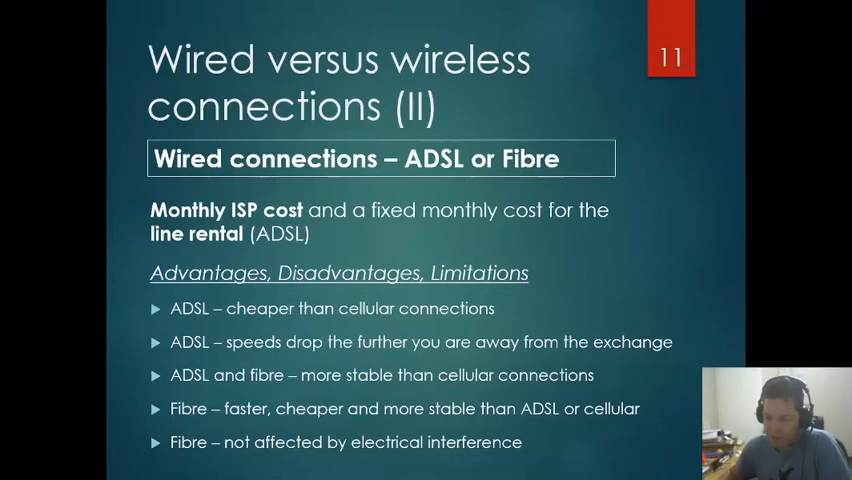 Wired versus wireless
connections (II)
11
Wired connections – ADSL or Fibre
Monthly ISP cost and a fixed monthly cost for the
line rental (ADSL)
Advantages, Disadvantages, Limitations
ADSL – cheaper than cellular connections
ADSL – speeds drop the further you are away from the exchange
ADSL and fibre – more stable than cellular connections
Fibre – faster, cheaper and more stable than ADSL or cellular
Fibre – not affected by electrical interference